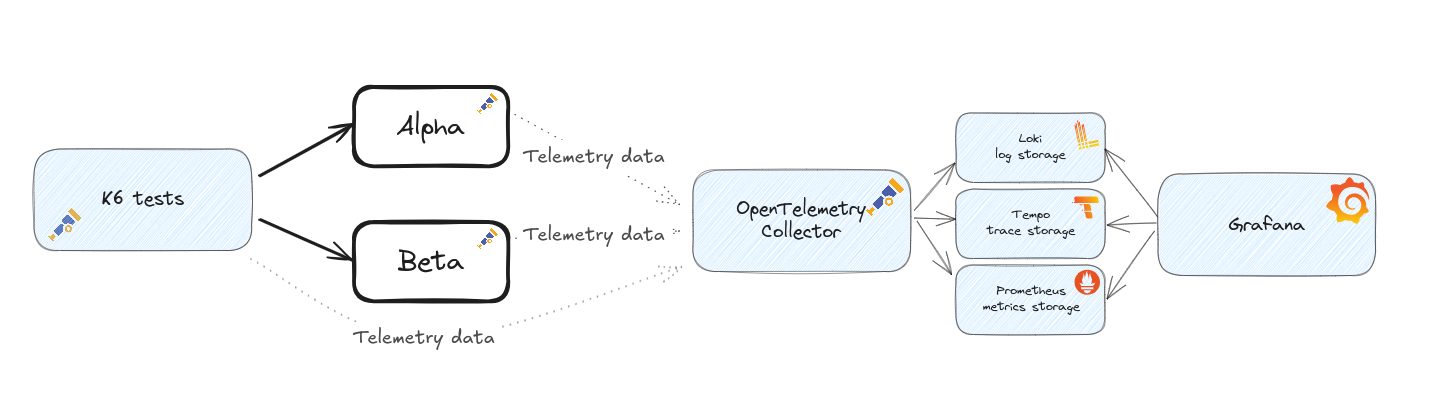 K6 tests
Alpha
Beta
Telemetry data
Telemetry data
Telemetry data
OpenTelemetry
Collector
Loki
log storage
Tempo
trace storage
Prometheus
metrics storage
Grafana